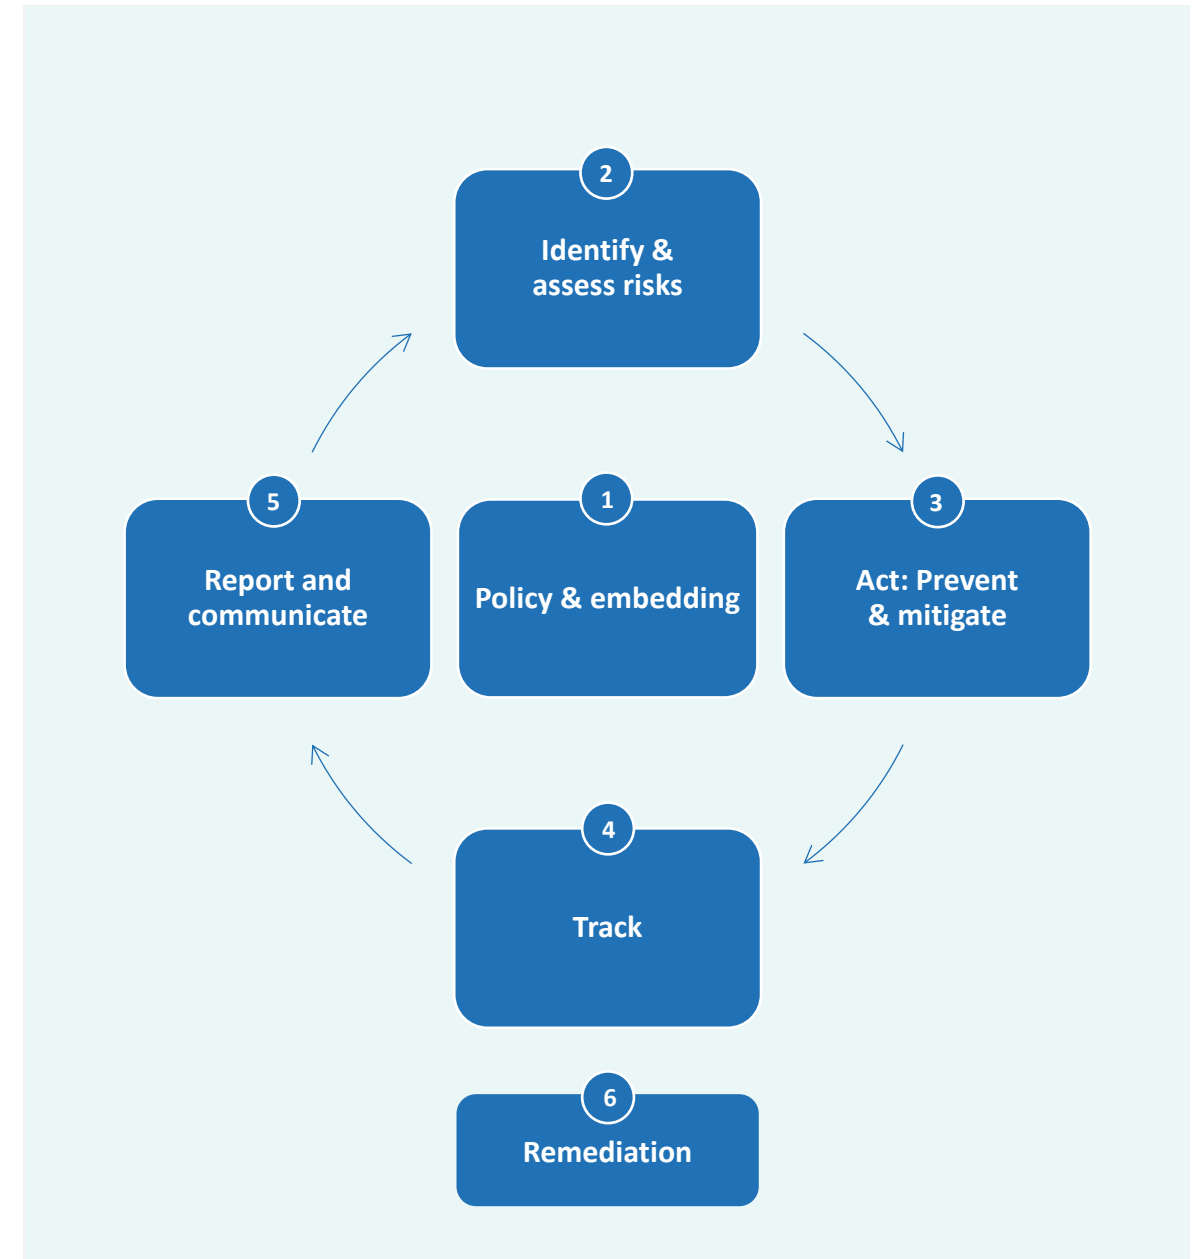 2
Identify &
assess risks
5
Report and
communicate
1
Policy & embedding
3
Act: Prevent
& mitigate
4
Track
6
Remediation